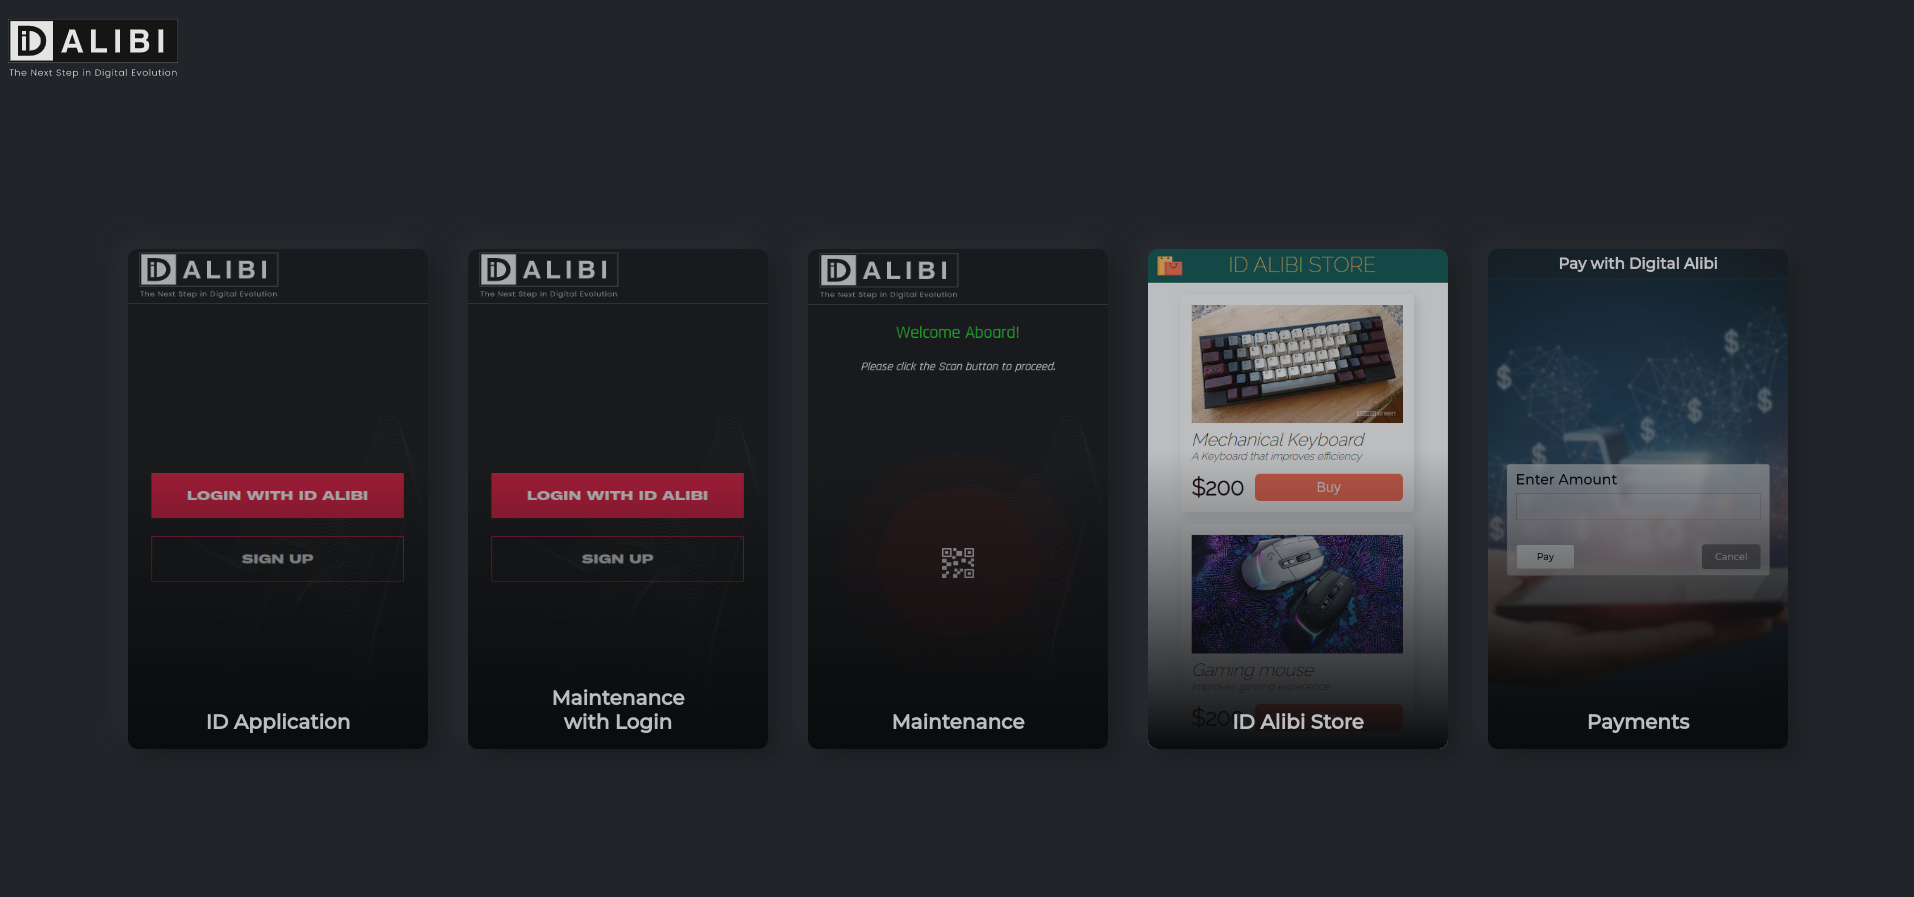 iD ALIBI
The Next Step in Digital Evolution
iD ALIBI
The Next Step in Digital Evolution
LOGIN WITH ID ALIBI
SIGN UP
ID Application
iD ALIBI
The Next Step in Digital Evolution
LOGIN WITH ID ALIBI
SIGN UP
Maintenance
with Login
iD ALIBI
The Next Step in Digital Evolution
Welcome Aboard!
Please click the Scan button to proceed.
Maintenance
ID ALIBI STORE
Mechanical Keyboard
A Keyboard that improves efficiency
$200 Buy
Gaming mouse
Improves gaming experience
$200
ID Alibi Store
Pay with Digital Alibi
Enter Amount
Pay Cancel
Payments